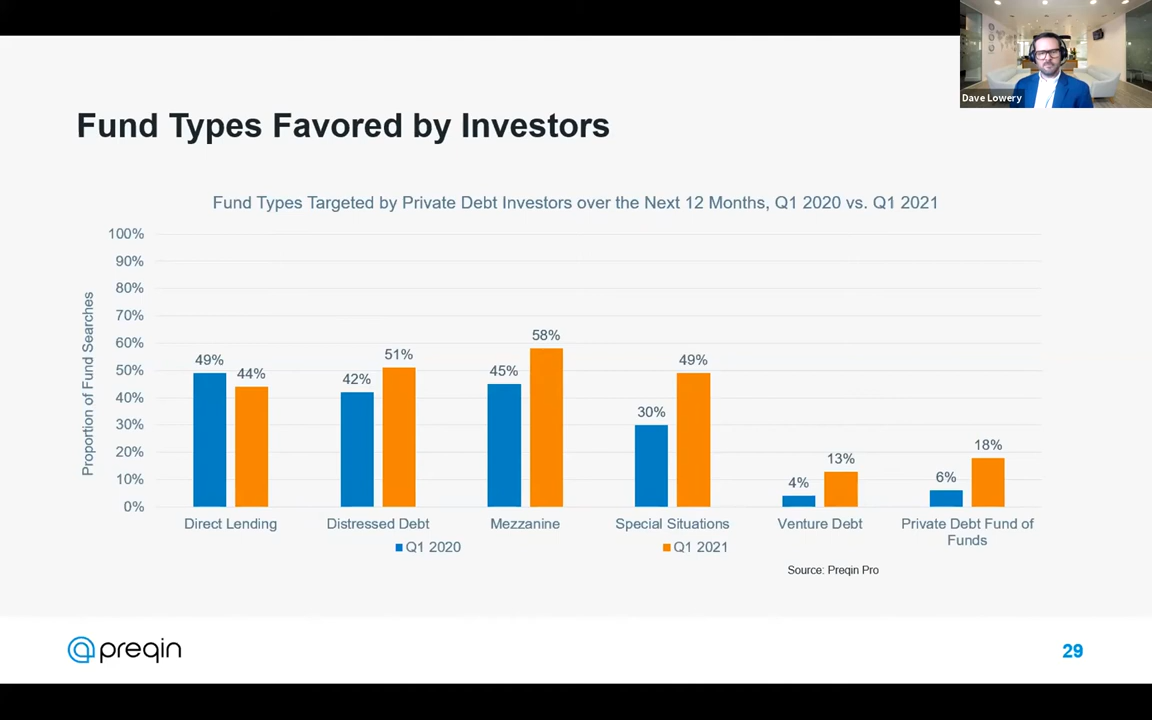 Dave Lowery
Fund Types Favored by Investors
Fund Types Targeted by Private Debt Investors over the Next 12 Months, Q1 2020 vs. Q1 2021
Proportion of Fund Searches
100%
90%
80%
70%
60%
50%
40%
30%
20%
10%
0%
49%
44%
42%
51%
45%
58%
30%
49%
4%
13%
6%
18%
Direct Lending
Distressed Debt
Mezzanine
Special Situations
Venture Debt
Private Debt Fund of
Funds
Q1 2020
Q1 2021
Source: Preqin Pro
preqin
29